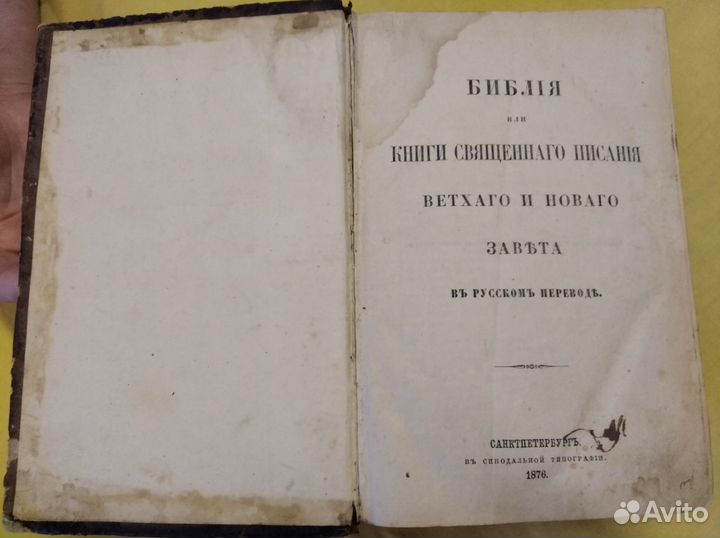 БИБЛІЯ
или
КНИГИ СВЯЩЕННАГО ПИСАНІЯ
ВЕТХАГО И НОВАГО
ЗАВѢТА
ВЪ РУССКОМЪ ПЕРЕВОДѢ.
САНКТПЕТЕРБУРГЪ.
ВЪ СИНОДАЛЬНОЙ ТИПОГРАФІИ.
1876.
Avito